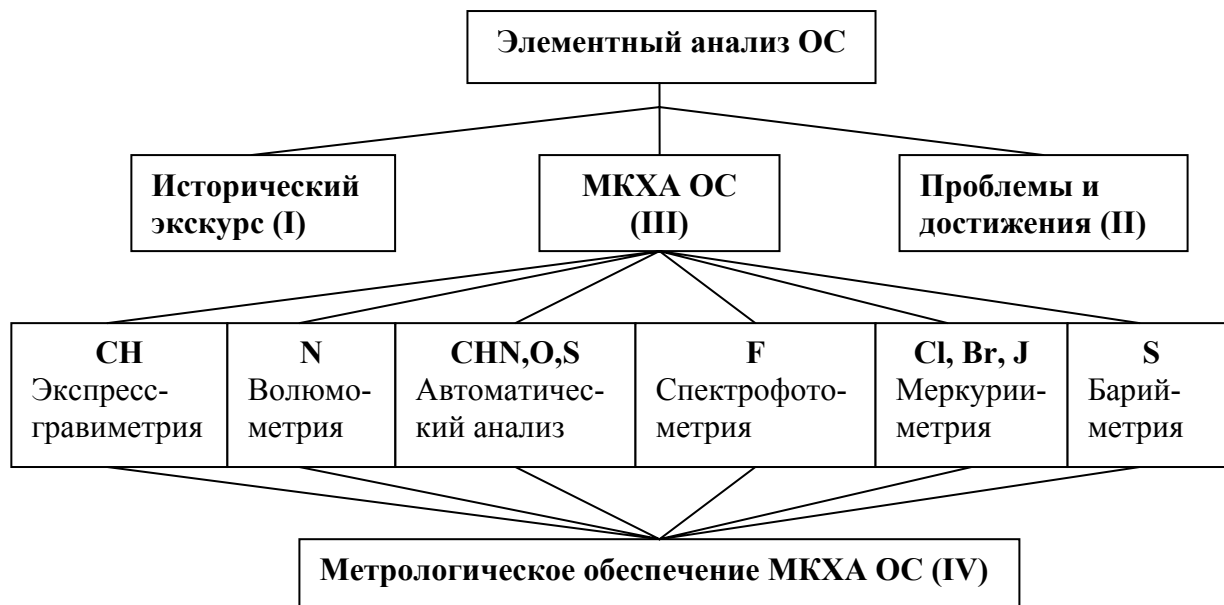 Элементный анализ ОС
Исторический
экскурс (I)
МКХА ОС
(III)
Проблемы и
достижения (II)
CH
Экспресс-
гравиметрия
N
Волюмо-
метрия
CHN,O,S
Автоматичес-
кий анализ
F
Спектрофото-
метрия
Cl, Br, J
Меркурии-
метрия
S
Барий-
метрия
Метрологическое обеспечение МКХА ОС (IV)